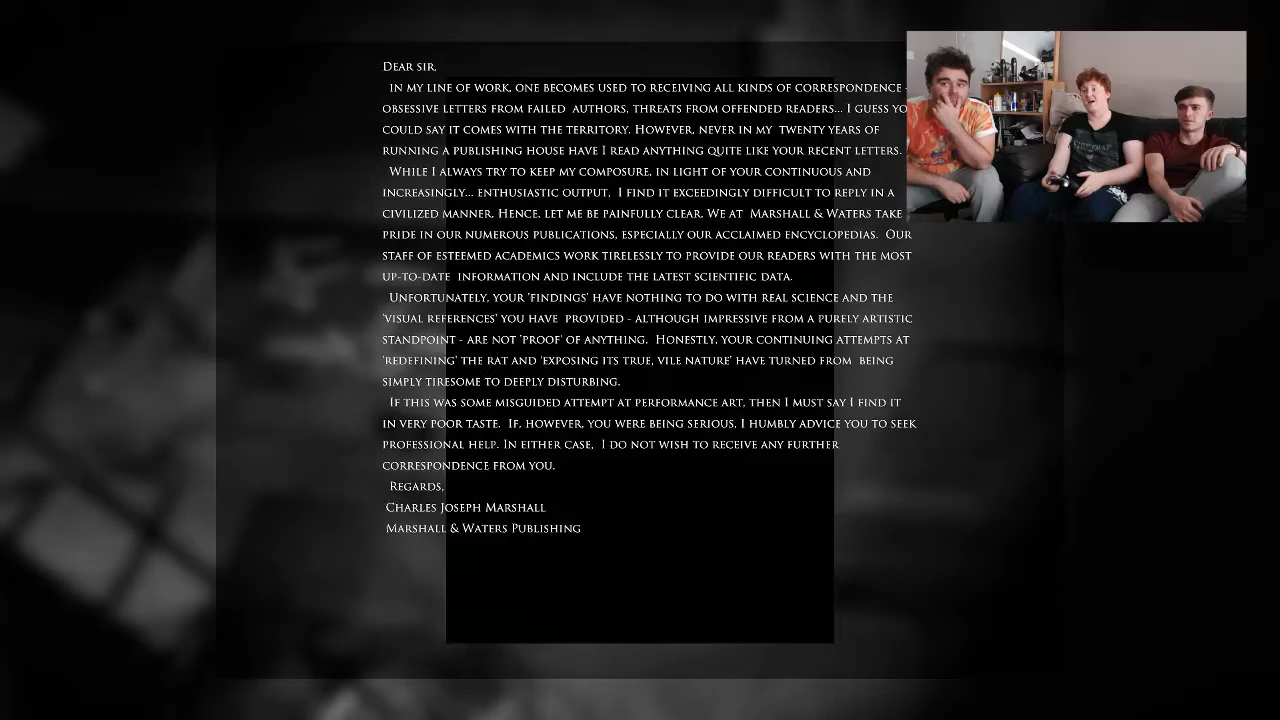 Dear sir,
in my line of work, one becomes used to receiving all kinds of correspondence -
obsessive letters from failed authors, threats from offended readers... I guess yo
could say it comes with the territory. However, never in my twenty years of
running a publishing house have I read anything quite like your recent letters.
While I always try to keep my composure, in light of your continuous and
increasingly... enthusiastic output, I find it exceedingly difficult to reply in a
civilized manner. Hence, let me be painfully clear. We at Marshall & Waters take
pride in our numerous publications, especially our acclaimed encyclopedias. Our
staff of esteemed academics work tirelessly to provide our readers with the most
up-to-date information and include the latest scientific data.
Unfortunately, your 'findings' have nothing to do with real science and the
'visual references' you have provided - although impressive from a purely artistic
standpoint - are not 'proof' of anything. Honestly, your continuing attempts at
'redefining' the rat and 'exposing its true, vile nature' have turned from being
simply tiresome to deeply disturbing.
If this was some misguided attempt at performance art, then I must say I find it
in very poor taste. If, however, you were being serious, I humbly advice you to seek
professional help. In either case, I do not wish to receive any further
correspondence from you.
Regards,
Charles Joseph Marshall
Marshall & Waters Publishing